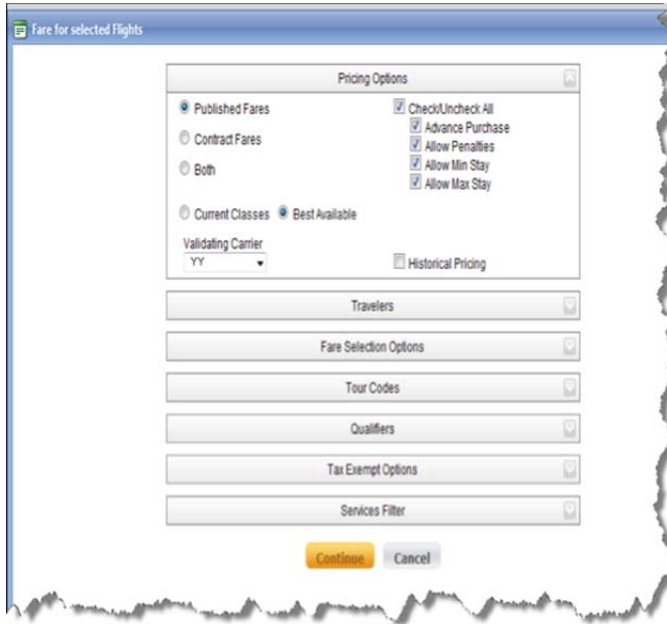 Fare for selected Flights
Pricing Options
Published Fares
Check/Uncheck All
Advance Purchase
Contract Fares
Allow Penalties
Both
Allow Min Stay
Allow Max Stay
Current Classes Best Available
Validating Carrier
YY
Historical Pricing
Travelers
Fare Selection Options
Tour Codes
Qualifiers
Tax Exempt Options
Services Filter
Continue Cancel